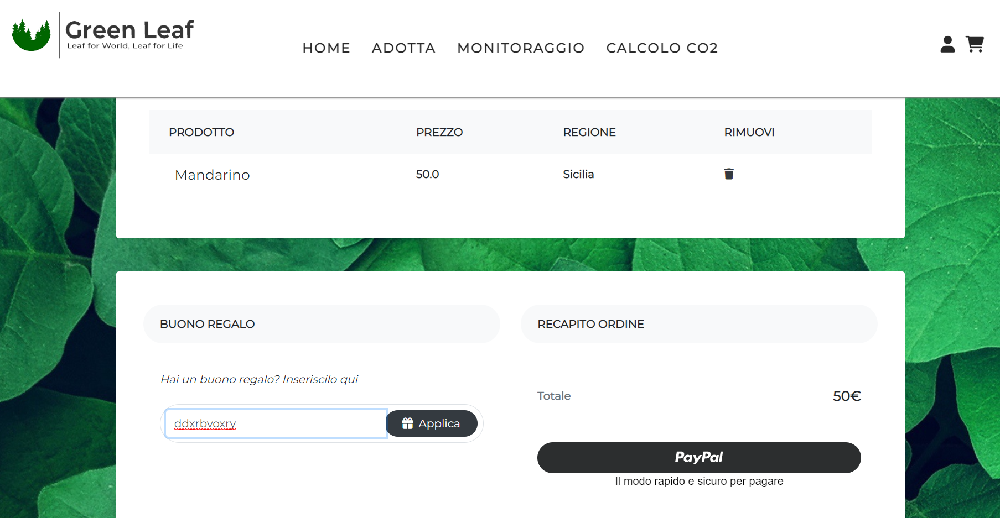 Green Leaf
Leaf for World, Leaf for Life
HOME ADOTTA MONITORAGGIO CALCOLO CO2
PRODOTTO PREZZO REGIONE RIMUOVI
Mandarino 50.0 Sicilia
BUONO REGALO
Hai un buono regalo? Inseriscilo qui
ddxrbvoxry Applica
RECAPITO ORDINE
Totale 50€
PayPal
Il modo rapido e sicuro per pagare